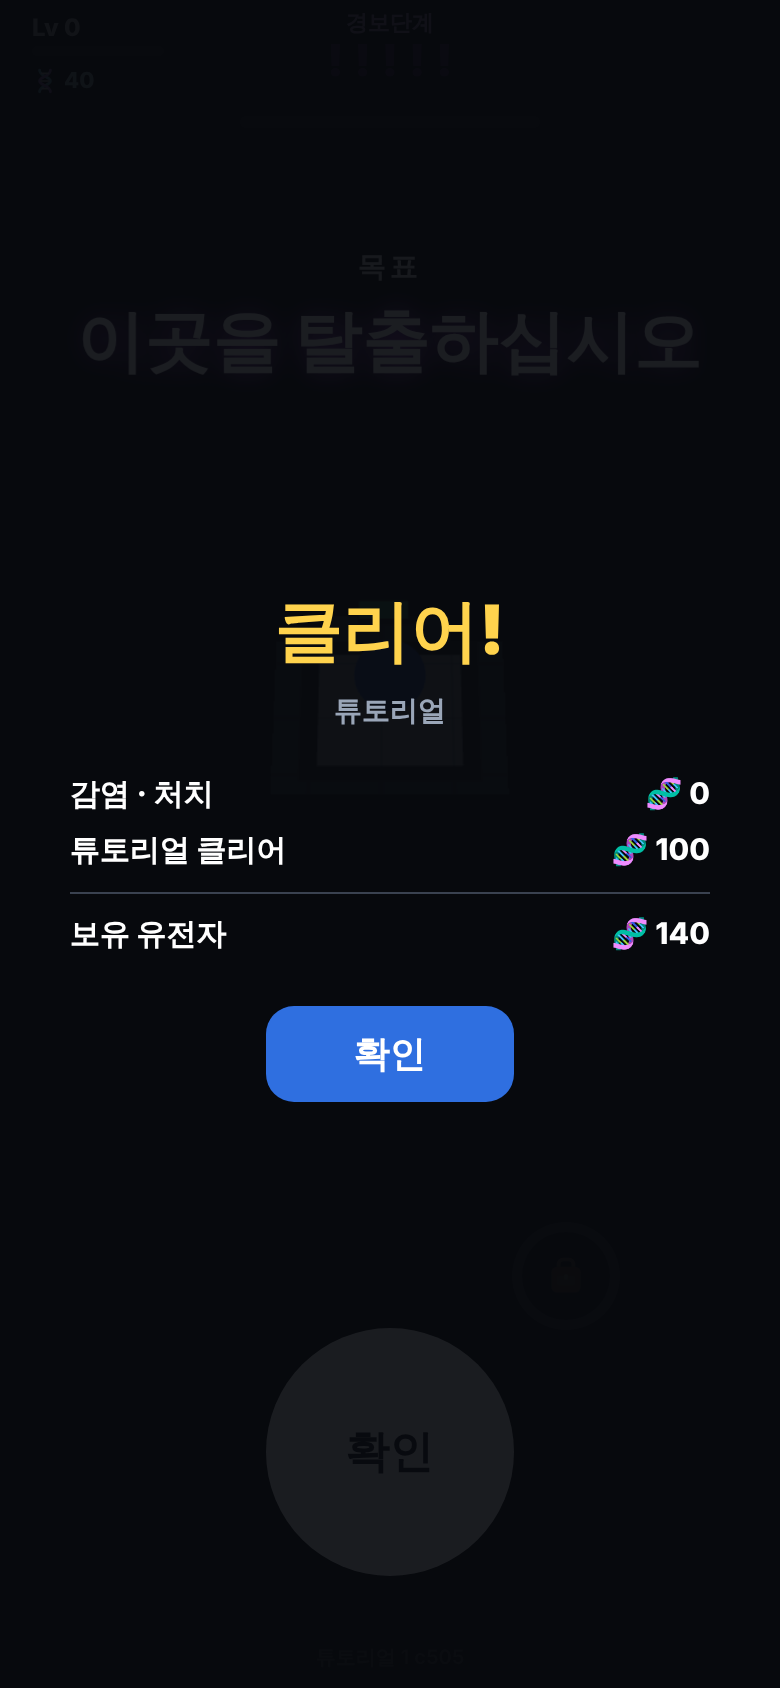 Lv 0
경보단계
40
목표
이곳을 탈출하십시오
클리어!
튜토리얼
감염 · 처치 0
튜토리얼 클리어 100
보유 유전자 140
확인
확인